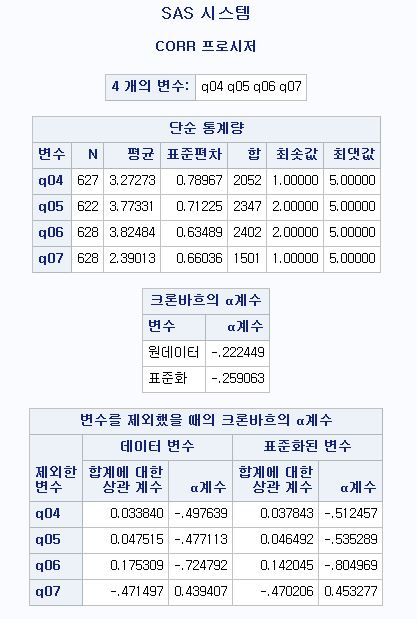 SAS 시스템
CORR 프로시저
4 개의 변수: q04 q05 q06 q07
단순 통계량
변수 N 평균 표준편차 합 최솟값 최댓값
q04 627 3.27273 0.78967 2052 1.00000 5.00000
q05 622 3.77331 0.71225 2347 2.00000 5.00000
q06 628 3.82484 0.63489 2402 2.00000 5.00000
q07 628 2.39013 0.66036 1501 1.00000 5.00000
크론바흐의 α계수
변수 α계수
원데이터 -.222449
표준화 -.259063
변수를 제외했을 때의 크론바흐의 α계수
데이터 변수 표준화된 변수
제외한 변수 합계에 대한 상관 계수 α계수 합계에 대한 상관 계수 α계수
q04 0.033840 -.497639 0.037843 -.512457
q05 0.047515 -.477113 0.046492 -.535289
q06 0.175309 -.724792 0.142045 -.804969
q07 -.471497 0.439407 -.470206 0.453277